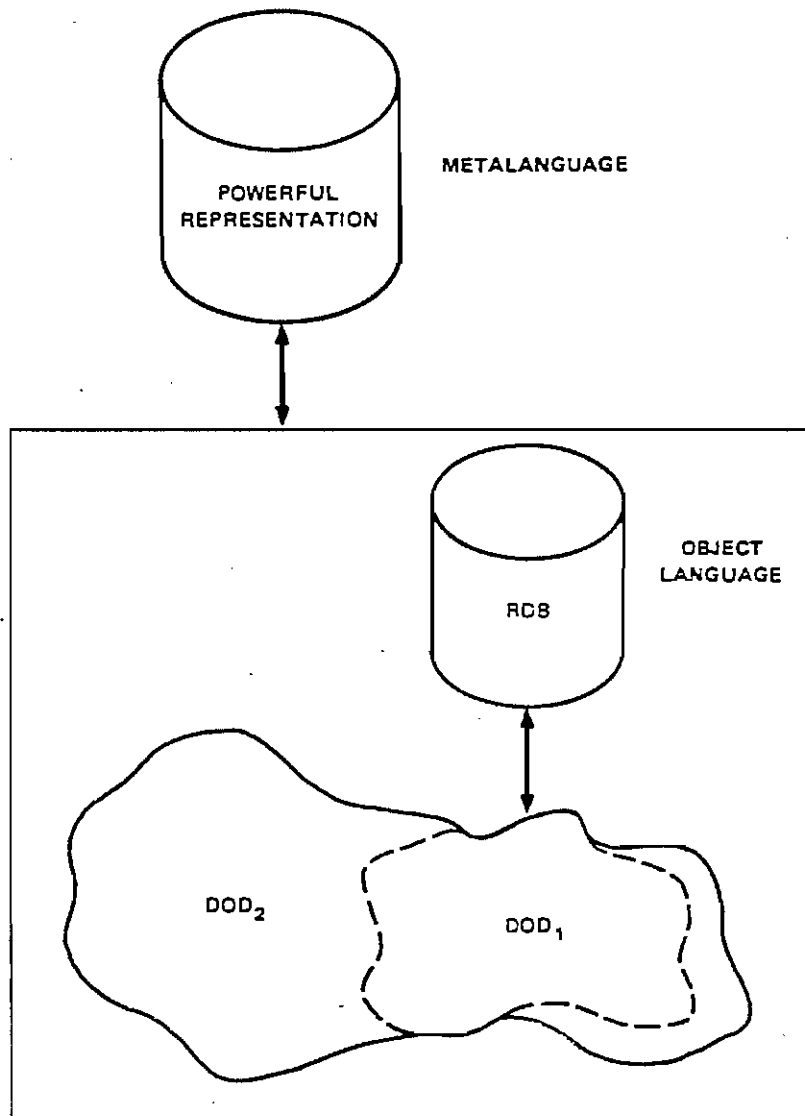 METALANGUAGE
POWERFUL
REPRESENTATION
OBJECT
LANGUAGE
RDB
DOD₂
DOD₁